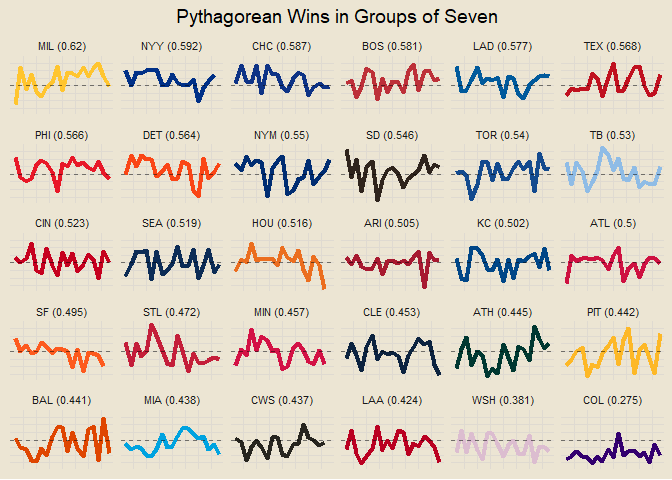 Pythagorean Wins in Groups of Seven
MIL (0.62) NYY (0.592) CHC (0.587) BOS (0.581) LAD (0.577) TEX (0.568)
PHI (0.566) DET (0.564) NYM (0.55) SD (0.546) TOR (0.54) TB (0.53)
CIN (0.523) SEA (0.519) HOU (0.516) ARI (0.505) KC (0.502) ATL (0.5)
SF (0.495) STL (0.472) MIN (0.457) CLE (0.453) ATH (0.445) PIT (0.442)
BAL (0.441) MIA (0.438) CWS (0.437) LAA (0.424) WSH (0.381) COL (0.275)